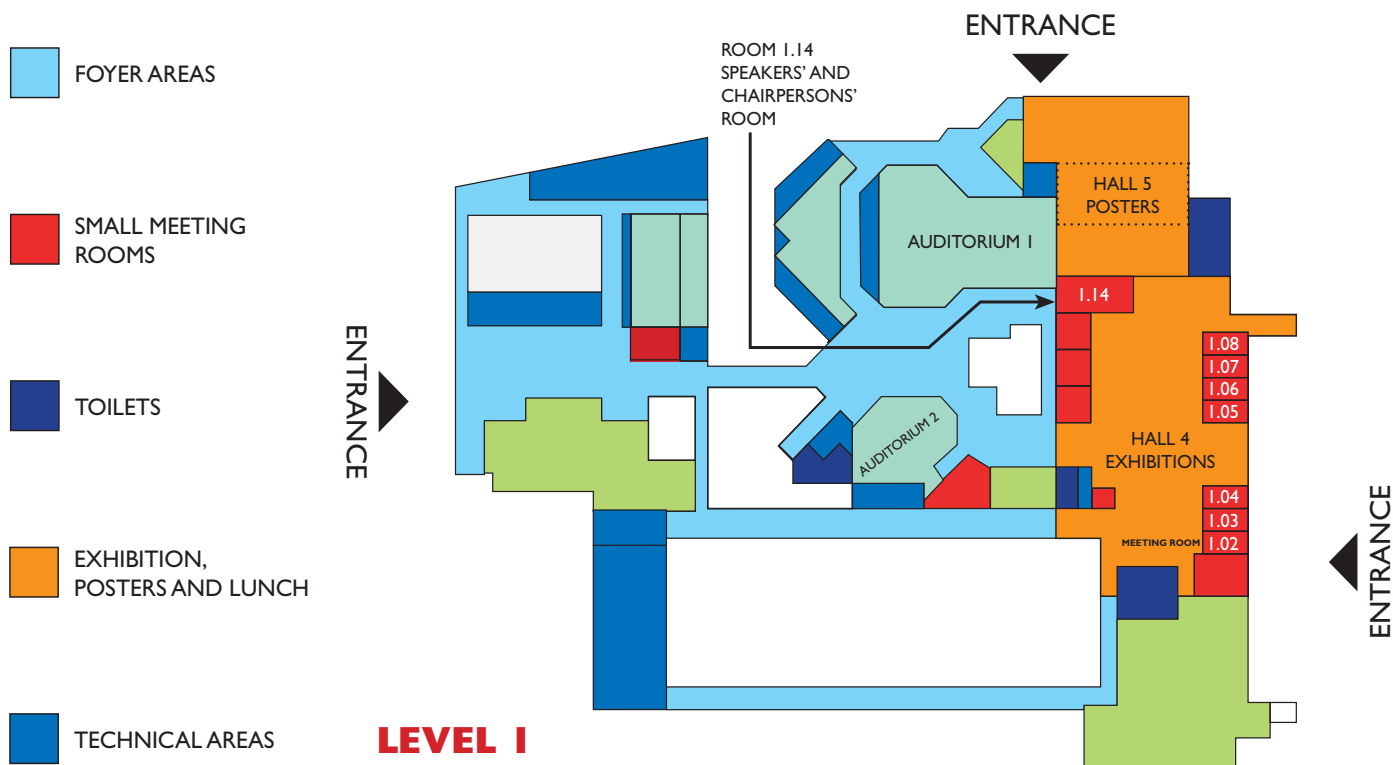 FOYER AREAS
SMALL MEETING
ROOMS
TOILETS
EXHIBITION,
POSTERS AND LUNCH
TECHNICAL AREAS
LEVEL 1
ENTRANCE
ROOM 1.14
SPEAKERS' AND
CHAIRPERSONS'
ROOM
ENTRANCE
HALL 5
POSTERS
AUDITORIUM 1
1.14
1.08
1.07
1.06
1.05
AUDITORIUM 2
HALL 4
EXHIBITIONS
1.04
1.03
MEETING ROOM 1.02
ENTRANCE